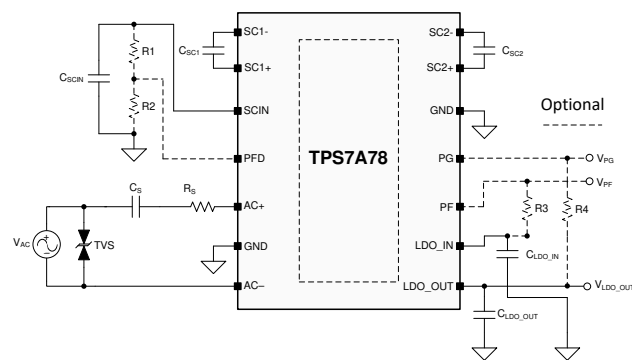 SC1-
SC2-
C_SC1
C_SC2
R1
SC1+
SC2+
C_SCIN
R2
SCIN
GND
Optional
TPS7A78
PFD
PG
V_PG
V_PF
C_S
R_S
AC+
PF
R3
R4
V_AC
TVS
GND
LDO_IN
C_LDO_IN
AC–
LDO_OUT
V_LDO_OUT
C_LDO_OUT